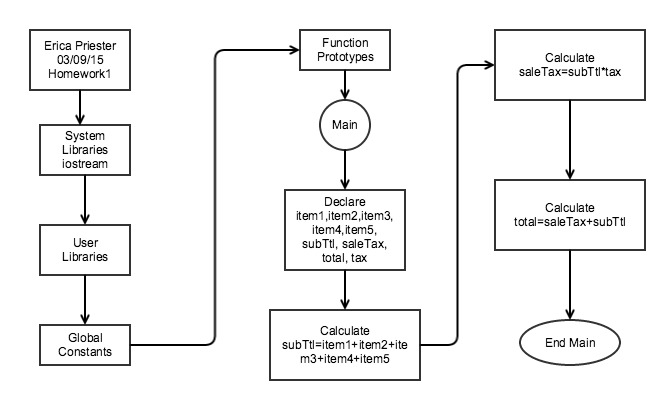 Erica Priester
03/09/15
Homework1
System
Libraries
iostream
User
Libraries
Global
Constants
Function
Prototypes
Main
Declare
item1,item2,item3,
item4,item5,
subTtl, saleTax,
total, tax
Calculate
subTtl=item1+item2+ite
m3+item4+item5
Calculate
saleTax=subTtl*tax
Calculate
total=saleTax+subTtl
End Main